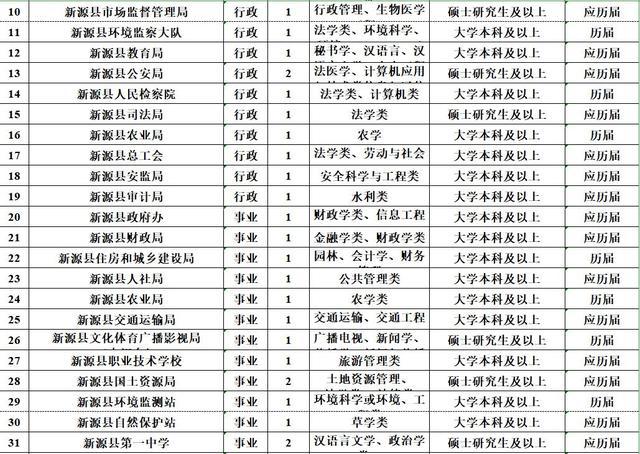 10 新源县市场监督管理局 行政 1 行政管理、生物医学 硕士研究生及以上 应历届
11 新源县环境监察大队 行政 1 法学类、环境科学、 大学本科及以上 历届
12 新源县教育局 行政 1 秘书学、汉语言、汉 大学本科及以上 应历届
13 新源县公安局 行政 2 法医学、计算机应用 硕士研究生及以上 应历届
14 新源县人民检察院 行政 1 法学类、计算机类 大学本科及以上 历届
15 新源县司法局 行政 1 法学类 硕士研究生及以上 应历届
16 新源县农业局 行政 1 农学 大学本科及以上 历届
17 新源县总工会 行政 1 法学类、劳动与社会 大学本科及以上 应历届
18 新源县安监局 行政 1 安全科学与工程类 大学本科及以上 应历届
19 新源县审计局 行政 1 水利类 大学本科及以上 应历届
20 新源县政府办 事业 1 财政学类、信息工程 大学本科及以上 应历届
21 新源县财政局 事业 1 金融学类、财政学类 大学本科及以上 应历届
22 新源县住房和城乡建设局 事业 1 园林、会计学、财务 大学本科及以上 历届
23 新源县人社局 事业 1 公共管理类 大学本科及以上 应历届
24 新源县农业局 事业 1 农学类 大学本科及以上 历届
25 新源县交通运输局 事业 1 交通运输、交通工程 大学本科及以上 应历届
26 新源县文化体育广播影视局 事业 1 广播电视、新闻学、 硕士研究生及以上 历届
27 新源县职业技术学校 事业 1 旅游管理类 大学本科及以上 应历届
28 新源县国土资源局 事业 2 土地资源管理、 硕士研究生及以上 应历届
29 新源县环境监测站 事业 1 环境科学或环境、工 大学本科及以上 历届
30 新源县自然保护站 事业 1 草学类 大学本科及以上 应历届
31 新源县第一中学 事业 2 汉语言文学、政治学 硕士研究生及以上 应历届